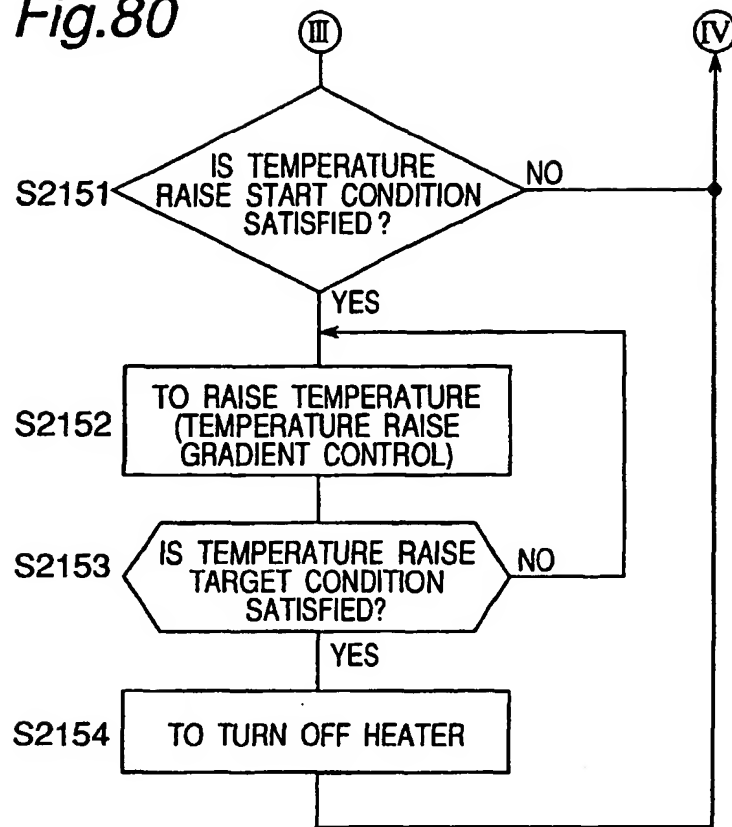 Fig.80
III
IV
S2151
IS TEMPERATURE
RAISE START CONDITION
SATISFIED?
NO
YES
S2152
TO RAISE TEMPERATURE
(TEMPERATURE RAISE
GRADIENT CONTROL)
S2153
IS TEMPERATURE RAISE
TARGET CONDITION
SATISFIED?
NO
YES
S2154
TO TURN OFF HEATER